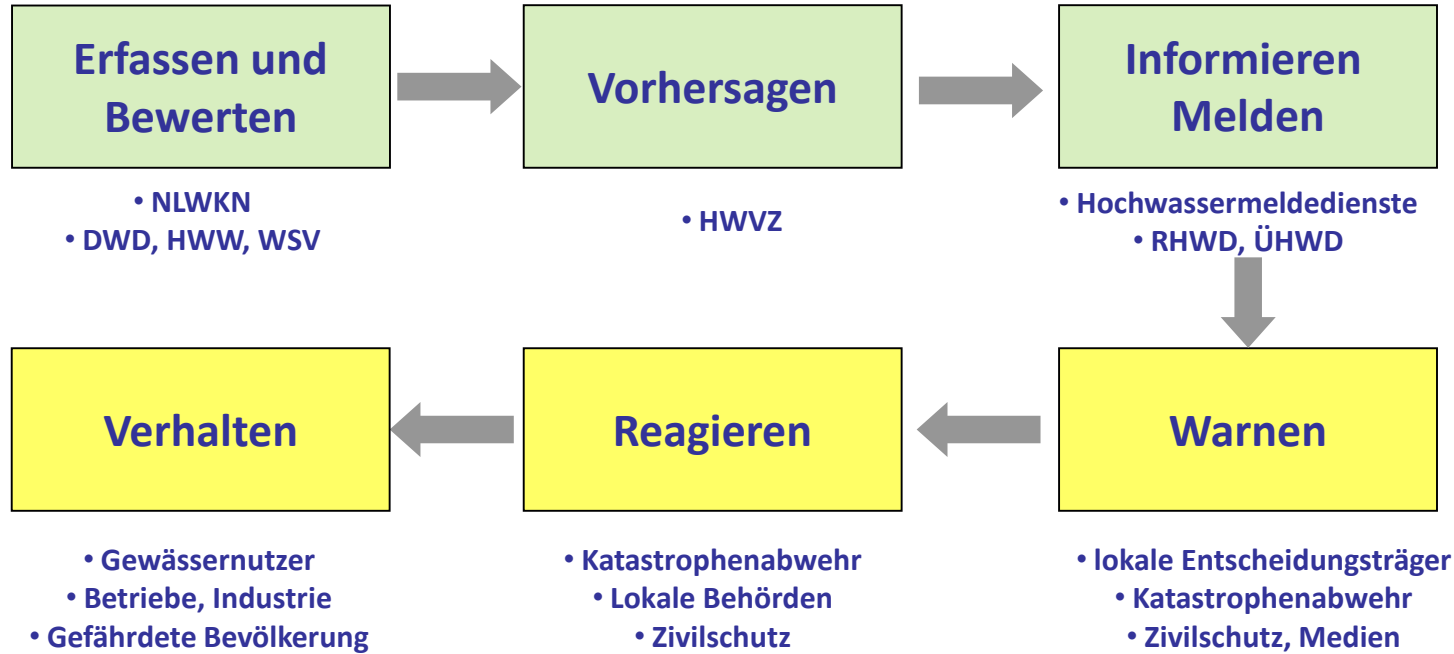 Erfassen und
Bewerten
• NLWKN
• DWD, HWW, WSV
Vorhersagen
• HWVZ
Informieren
Melden
• Hochwassermeldedienste
• RHWD, ÜHWD
Warnen
• lokale Entscheidungsträger
• Katastrophenabwehr
• Zivilschutz, Medien
Reagieren
• Katastrophenabwehr
• Lokale Behörden
• Zivilschutz
Verhalten
• Gewässernutzer
• Betriebe, Industrie
• Gefährdete Bevölkerung